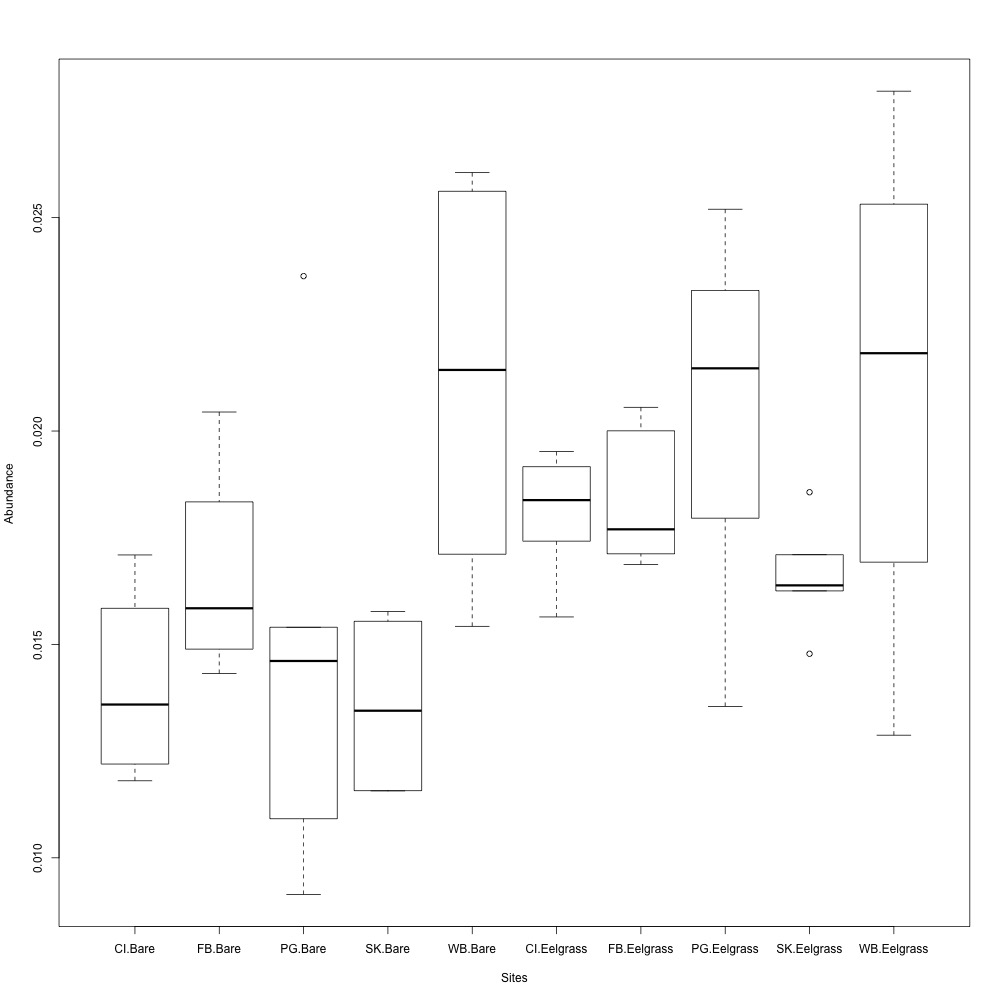 Abundance
0.025
0.020
0.015
0.010
CI.Bare FB.Bare PG.Bare SK.Bare WB.Bare CI.Eelgrass FB.Eelgrass PG.Eelgrass SK.Eelgrass WB.Eelgrass
Sites